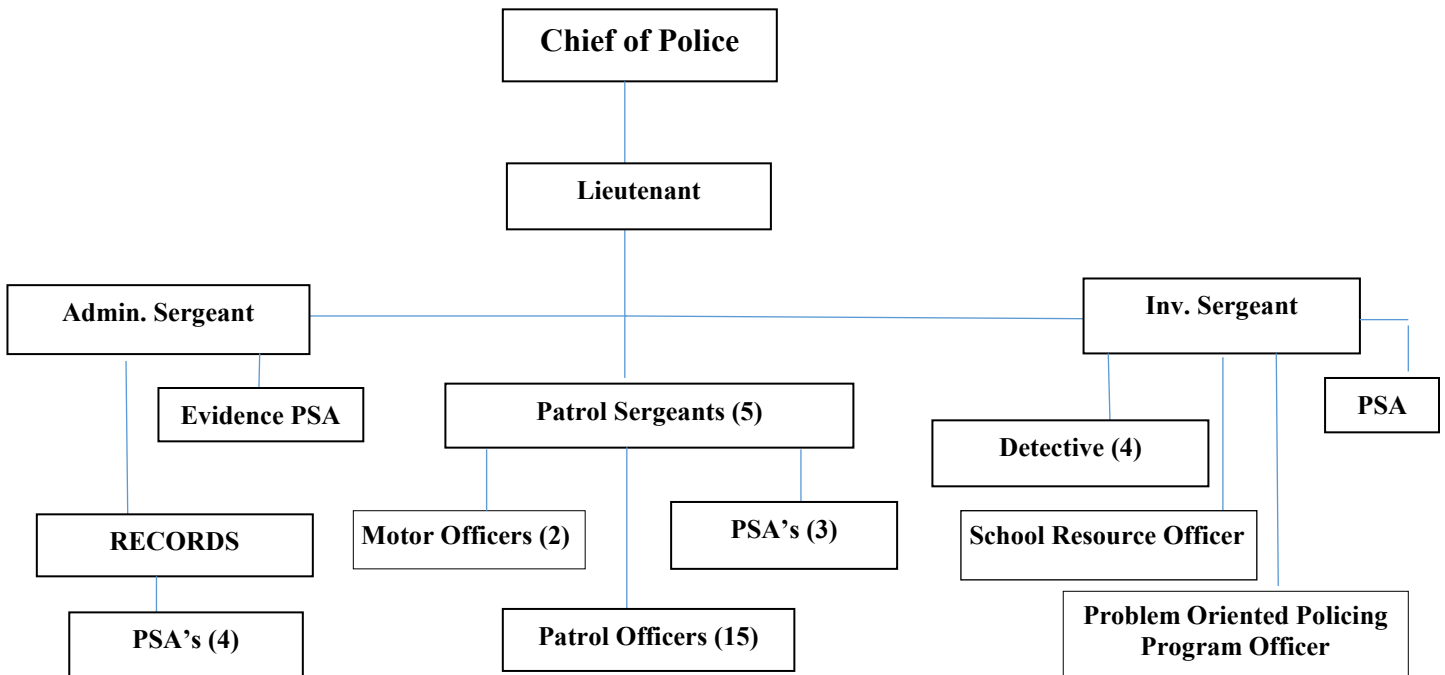 Chief of Police
Lieutenant
Admin. Sergeant
Inv. Sergeant
Evidence PSA
Patrol Sergeants (5)
PSA
Detective (4)
RECORDS
Motor Officers (2)
PSA’s (3)
School Resource Officer
PSA’s (4)
Patrol Officers (15)
Problem Oriented Policing
Program Officer